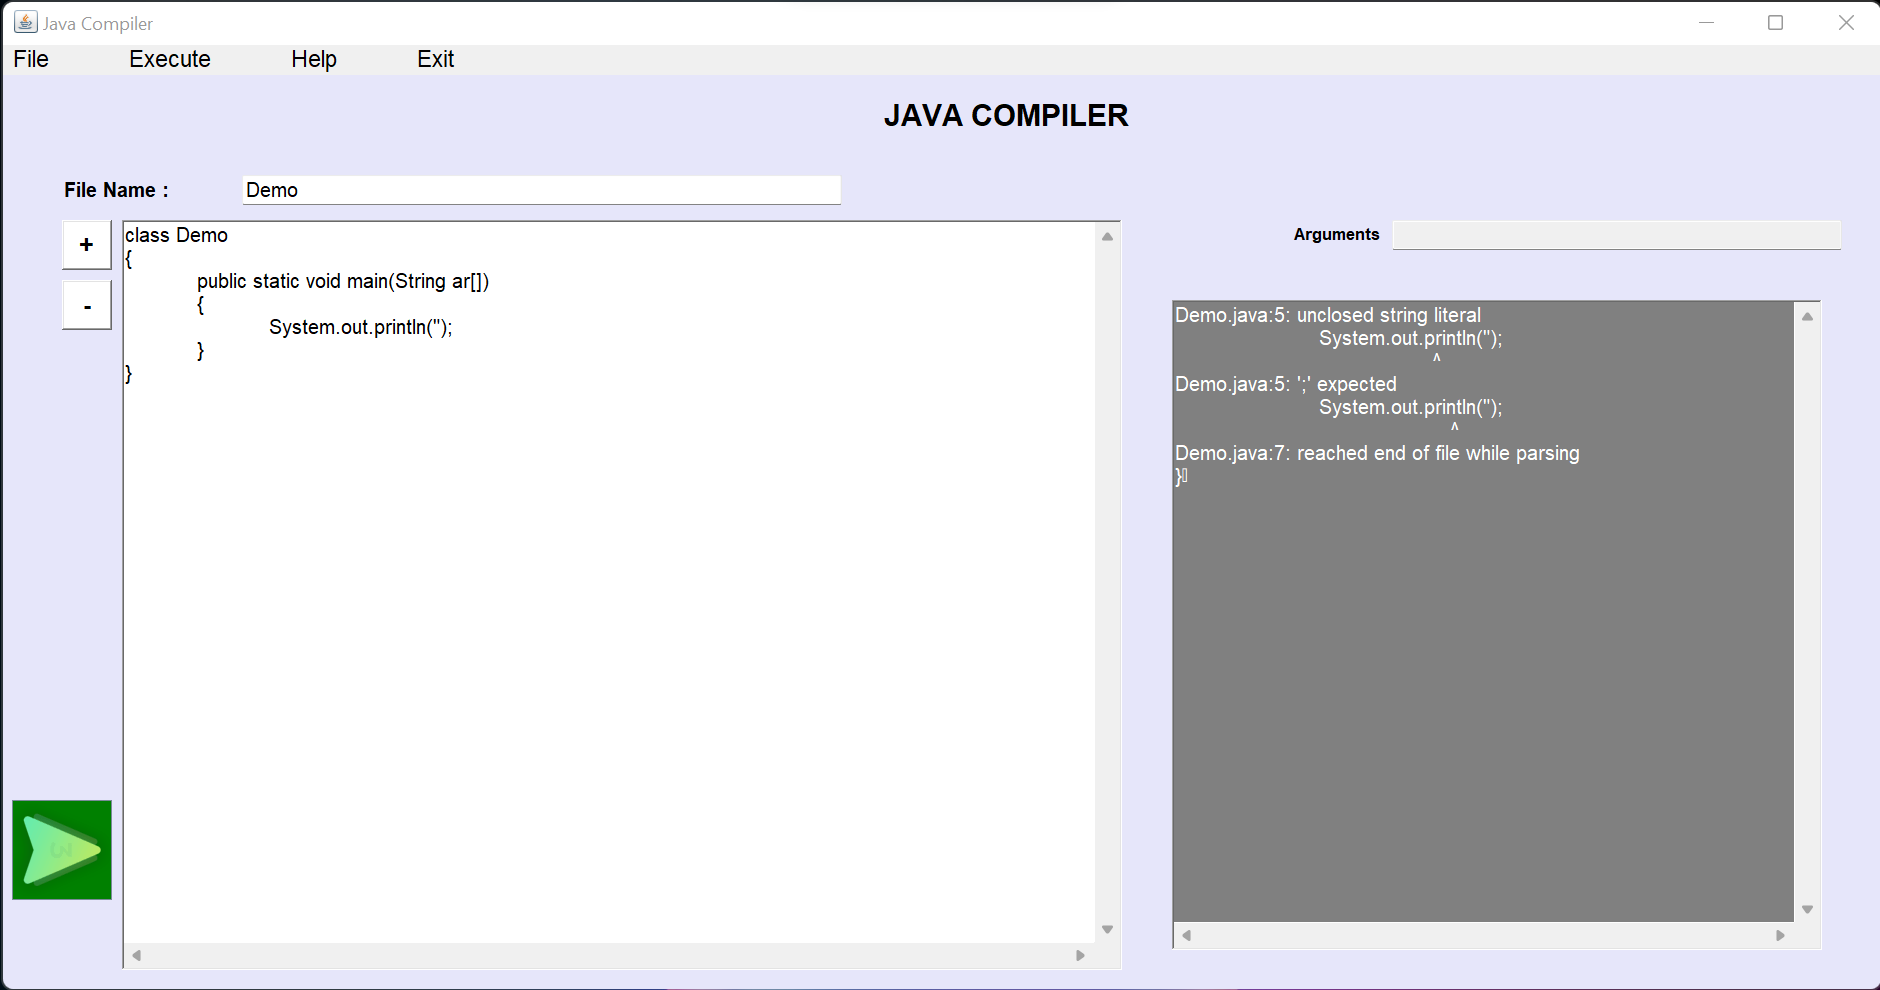 Java Compiler
File Execute Help Exit
JAVA COMPILER
File Name : Demo
+
-
class Demo
{
public static void main(String ar[])
{
System.out.println(");
}
}
Arguments
Demo.java:5: unclosed string literal
System.out.println(");
^
Demo.java:5: ';' expected
System.out.println(");
^
Demo.java:7: reached end of file while parsing
}